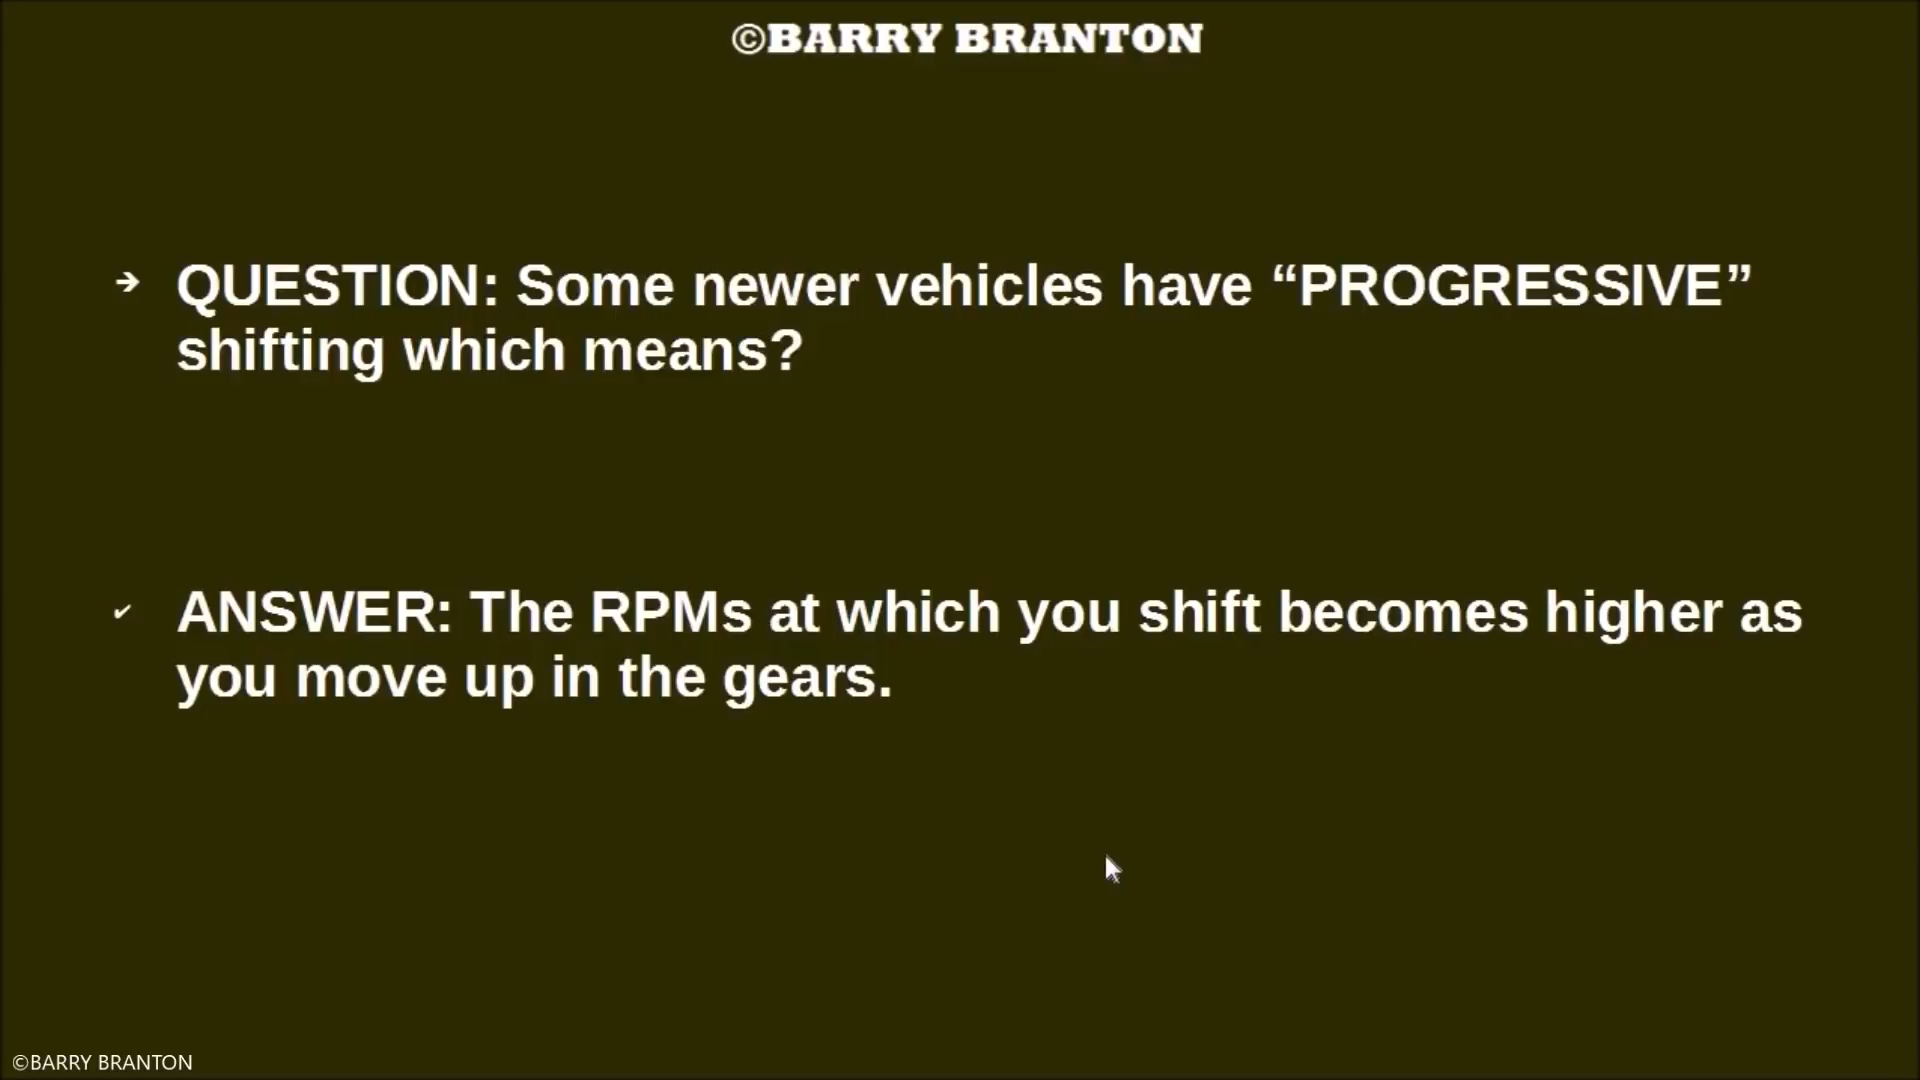 ©BARRY BRANTON
➔ QUESTION: Some newer vehicles have “PROGRESSIVE”
shifting which means?
✔ ANSWER: The RPMs at which you shift becomes higher as
you move up in the gears.
©BARRY BRANTON